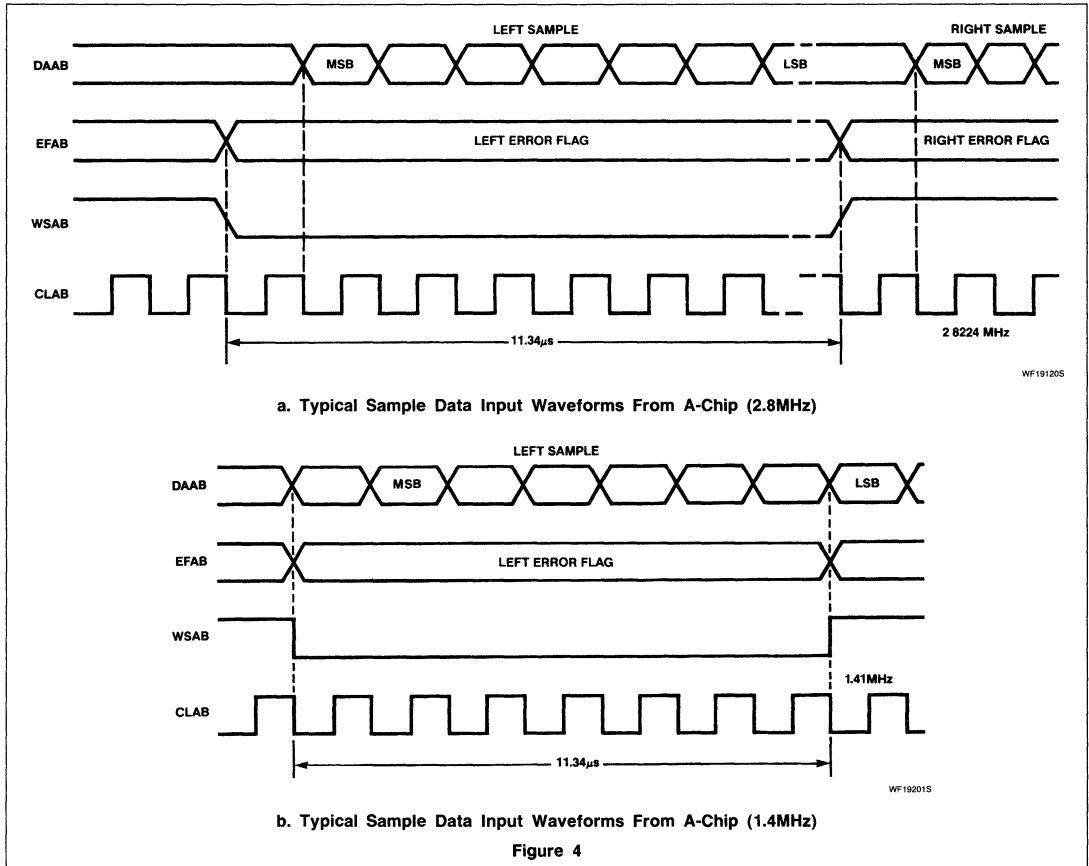 LEFT SAMPLE RIGHT SAMPLE
DAAB MSB LSB MSB
EFAB LEFT ERROR FLAG RIGHT ERROR FLAG
WSAB
CLAB
2 8224 MHz
11.34μs
WF19120S
a. Typical Sample Data Input Waveforms From A-Chip (2.8MHz)
LEFT SAMPLE
DAAB MSB LSB
EFAB LEFT ERROR FLAG
WSAB
1.41MHz
CLAB
11.34μs
WF19201S
b. Typical Sample Data Input Waveforms From A-Chip (1.4MHz)
Figure 4